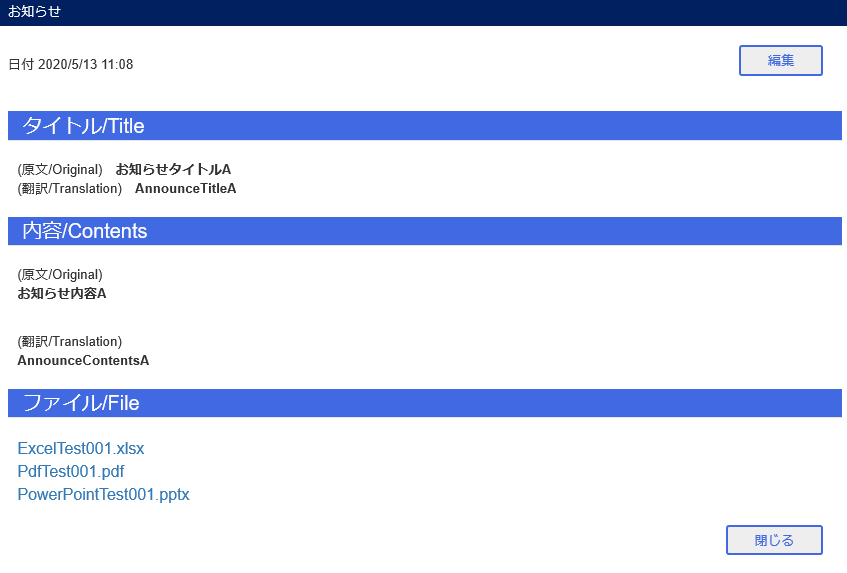 お知らせ
日付 2020/5/13 11:08
編集
タイトル/Title
(原文/Original) お知らせタイトルA
(翻訳/Translation) AnnounceTitleA
内容/Contents
(原文/Original)
お知らせ内容A
(翻訳/Translation)
AnnounceContentsA
ファイル/File
ExcelTest001.xlsx
PdfTest001.pdf
PowerPointTest001.pptx
閉じる